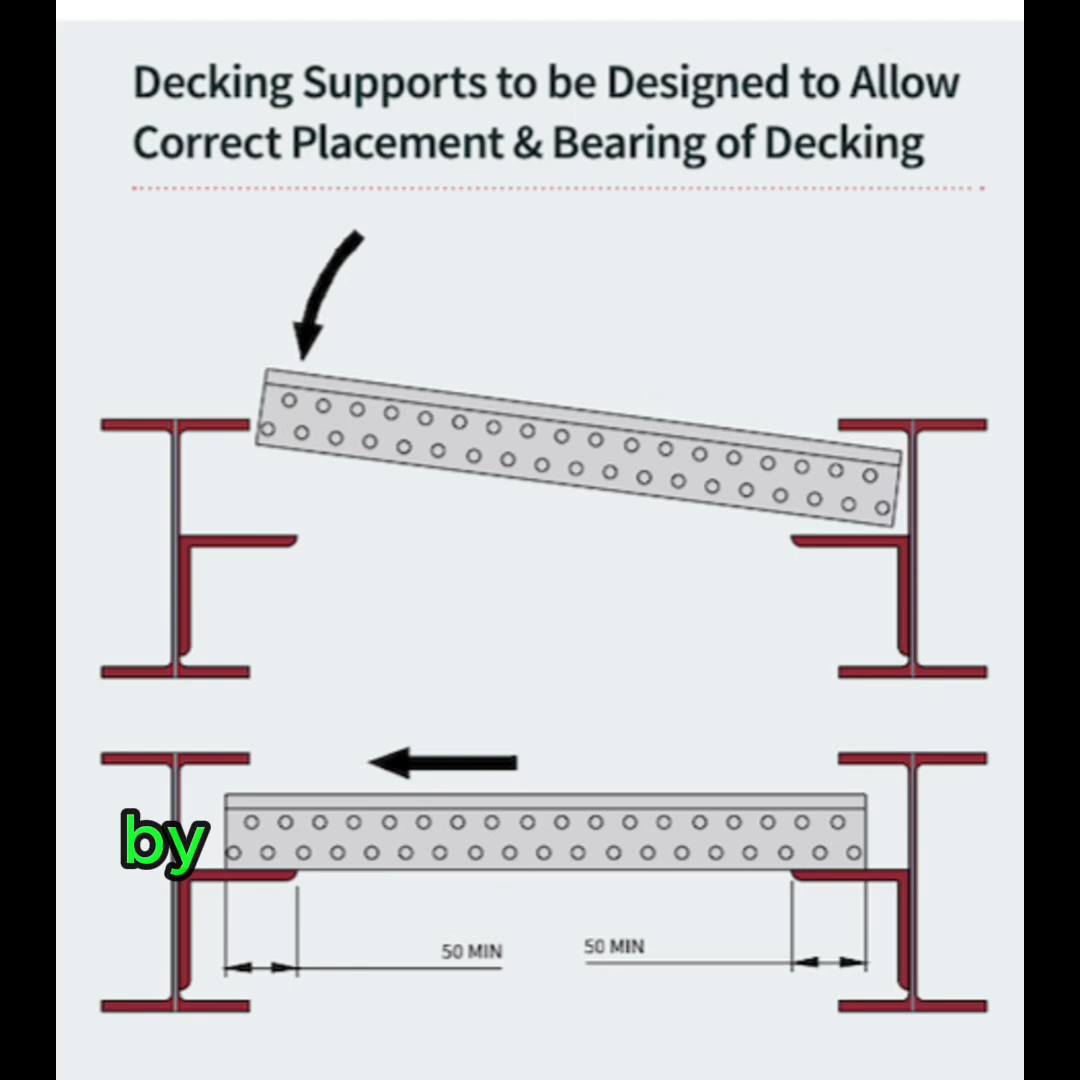 Decking Supports to be Designed to Allow
Correct Placement & Bearing of Decking
by
50 MIN
50 MIN